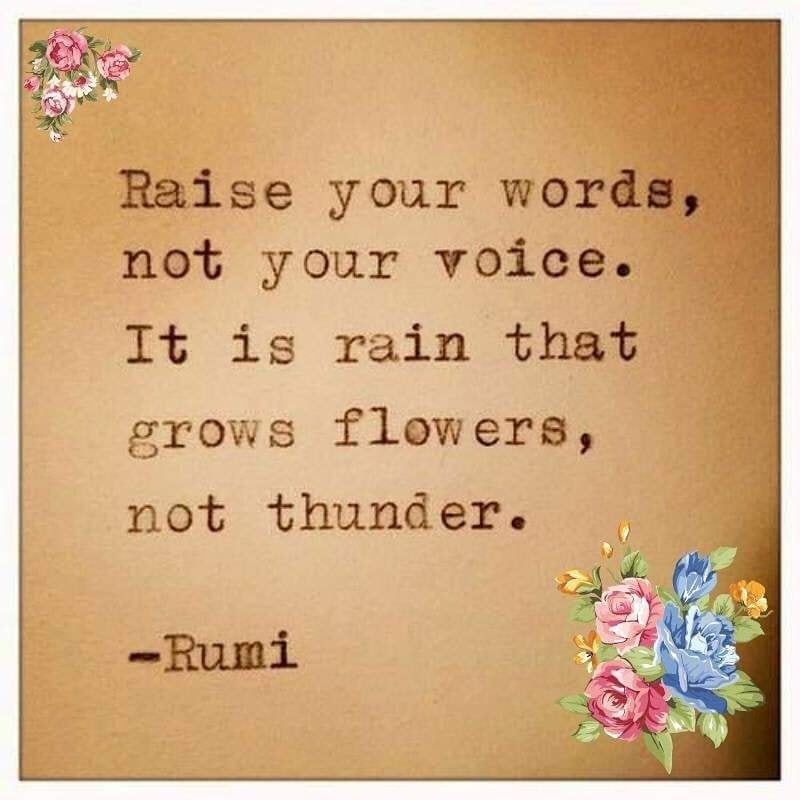 Raise your words,
not your voice.
It is rain that
grows flowers,
not thunder.
-Rumi